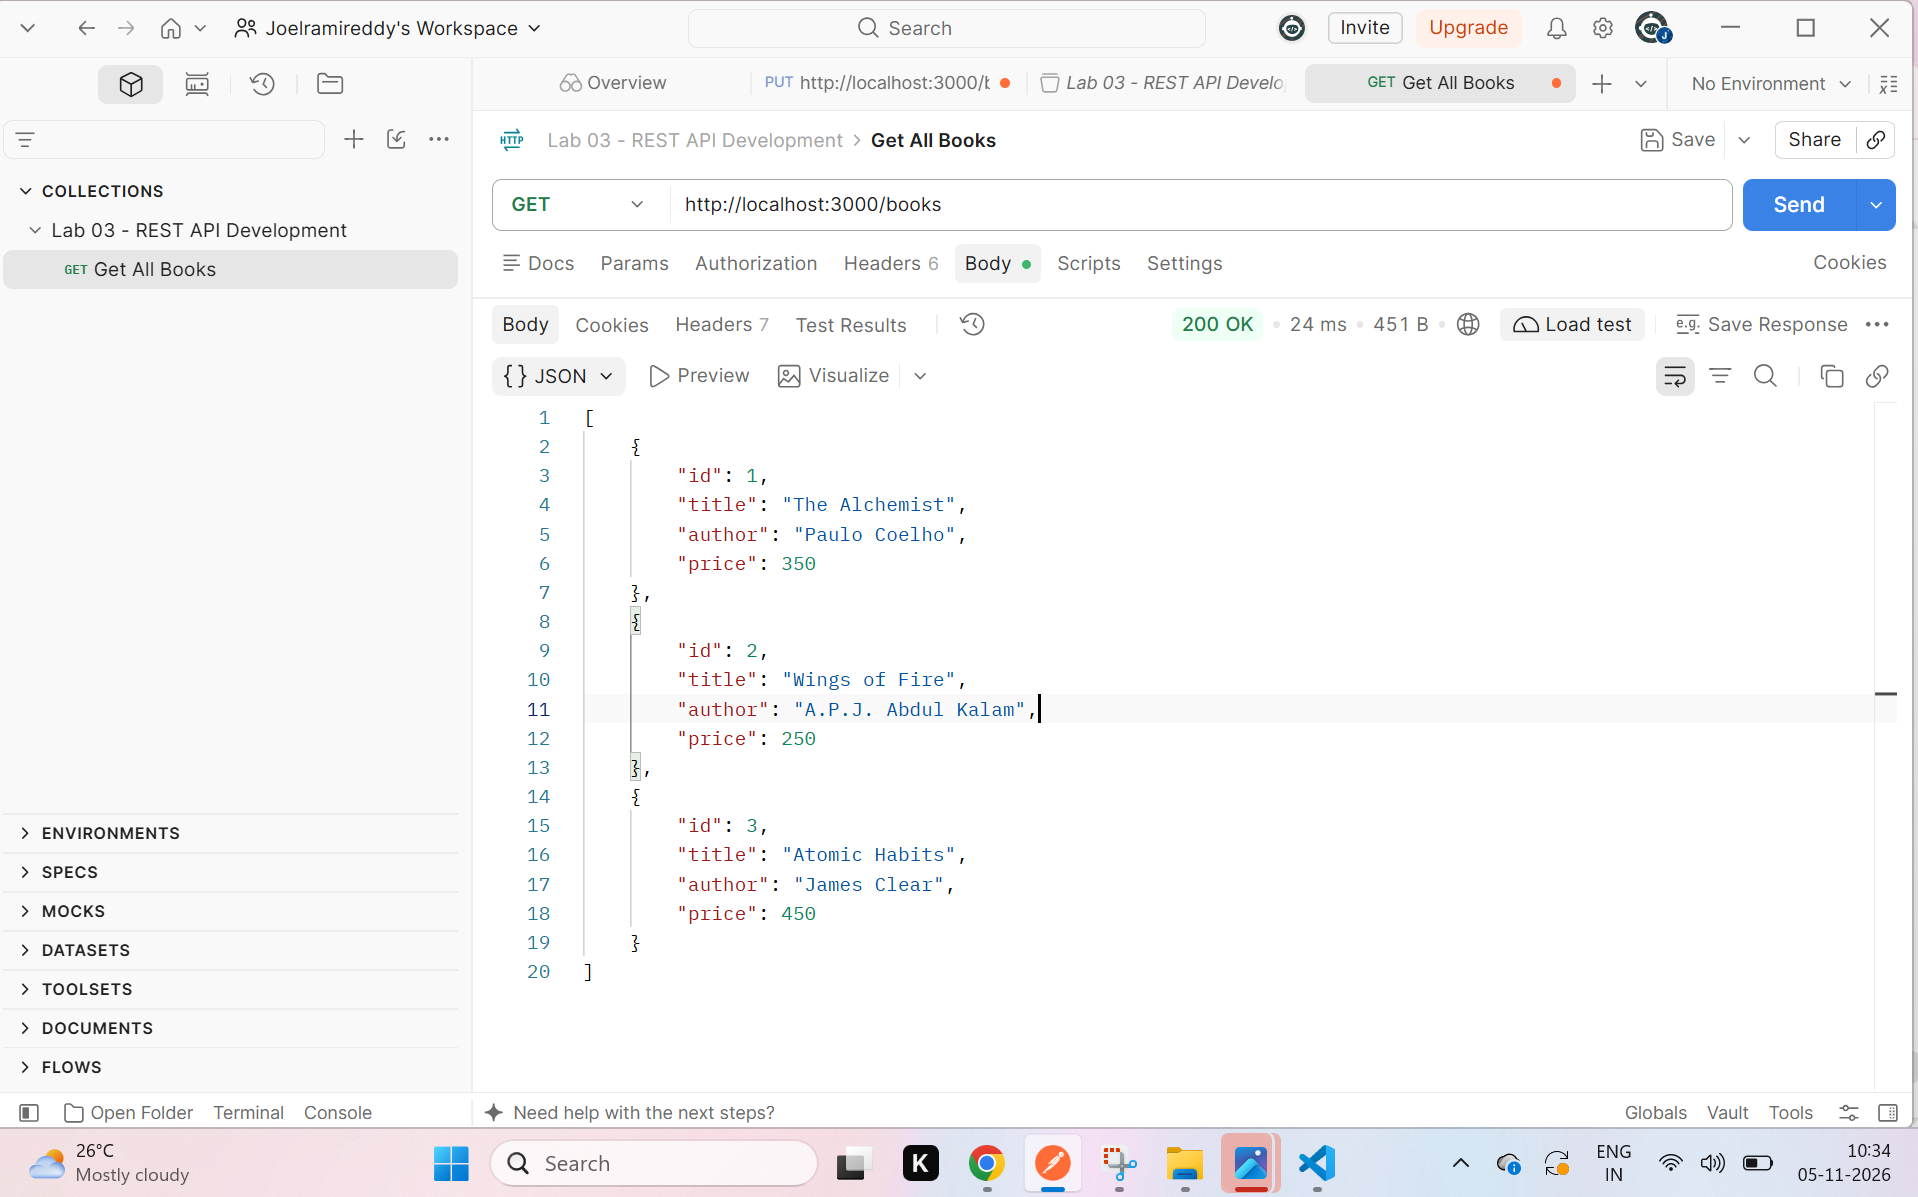 Joelramireddy's Workspace
Search
Invite
Upgrade
J
Overview
PUT http://localhost:3000/b
Lab 03 - REST API Develo
GET Get All Books
No Environment
HTTP
Lab 03 - REST API Development > Get All Books
Save
Share
COLLECTIONS
Lab 03 - REST API Development
GET Get All Books
GET
http://localhost:3000/books
Send
Docs
Params
Authorization
Headers 6
Body
Scripts
Settings
Cookies
Body
Cookies
Headers 7
Test Results
200 OK
24 ms
451 B
Load test
e.g. Save Response
{} JSON
Preview
Visualize
1 [
2 {
3 "id": 1,
4 "title": "The Alchemist",
5 "author": "Paulo Coelho",
6 "price": 350
7 },
8 {
9 "id": 2,
10 "title": "Wings of Fire",
11 "author": "A.P.J. Abdul Kalam",
12 "price": 250
13 },
14 {
15 "id": 3,
16 "title": "Atomic Habits",
17 "author": "James Clear",
18 "price": 450
19 }
20 ]
ENVIRONMENTS
SPECS
MOCKS
DATASETS
TOOLSETS
DOCUMENTS
FLOWS
Open Folder
Terminal
Console
Need help with the next steps?
Globals
Vault
Tools
26°C
Mostly cloudy
Search
K
ENG
IN
10:34
05-11-2026